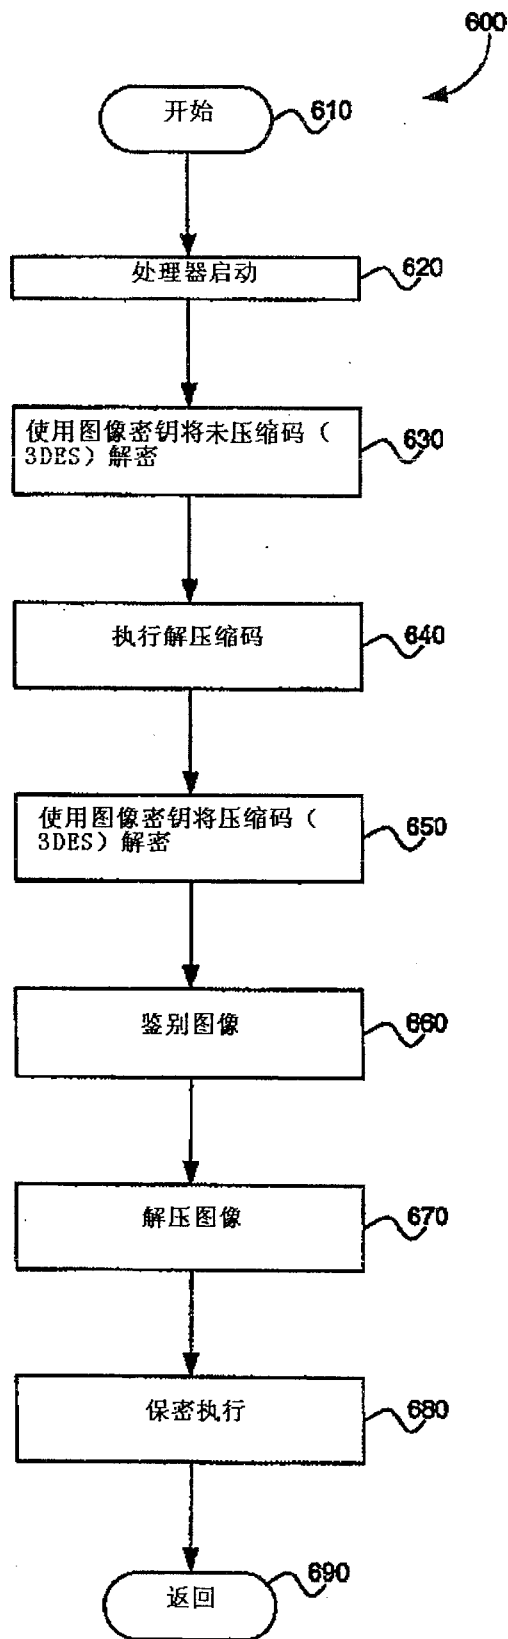 600
开始
610
处理器启动
620
使用图像密钥将未压缩码（
3DES）解密
630
执行解压缩码
640
使用图像密钥将压缩码（
3DES）解密
650
鉴别图像
660
解压图像
670
保密执行
680
返回
690